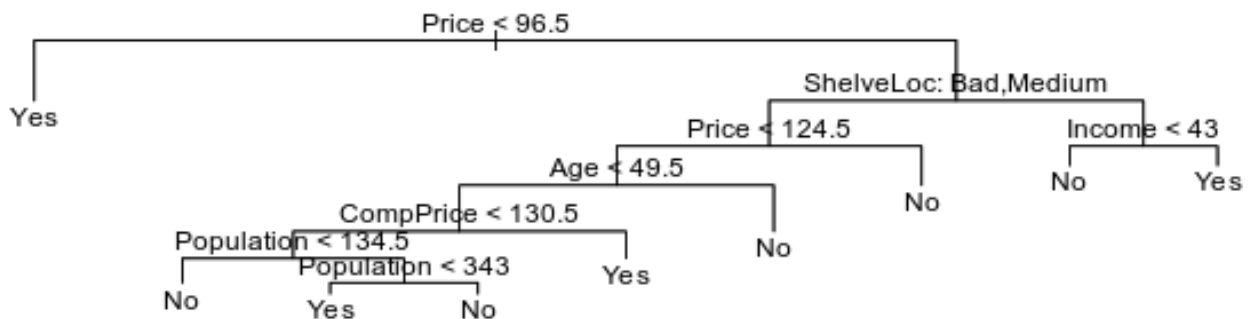 Price < 96.5
ShelveLoc: Bad,Medium
Yes
Price < 124.5
Income < 43
Age < 49.5
No
Yes
No
CompPrice < 130.5
Population < 134.5
No
Population < 343
Yes
No
Yes
No